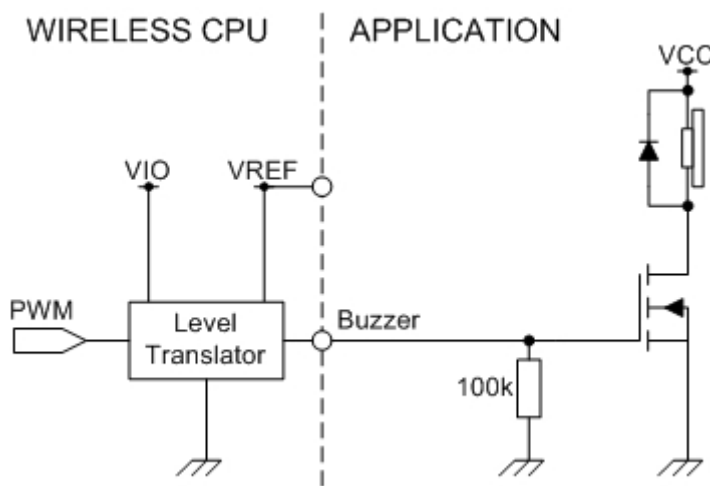 WIRELESS CPU
APPLICATION
VCC
VIO
VREF
PWM
Level
Translator
Buzzer
100k